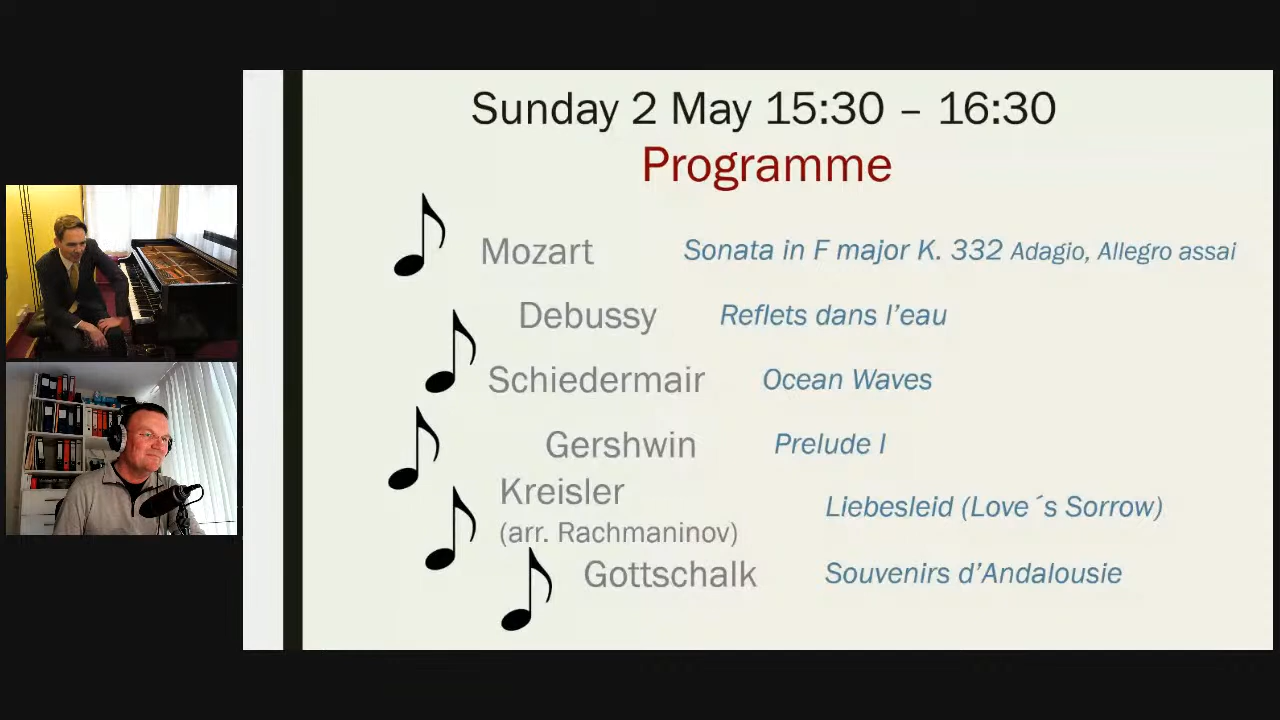 Sunday 2 May 15:30 – 16:30
Programme
Mozart Sonata in F major K. 332 Adagio, Allegro assai
Debussy Reflets dans l’eau
Schiedermair Ocean Waves
Gershwin Prelude I
Kreisler
(arr. Rachmaninov) Liebesleid (Love´s Sorrow)
Gottschalk Souvenirs d’Andalousie